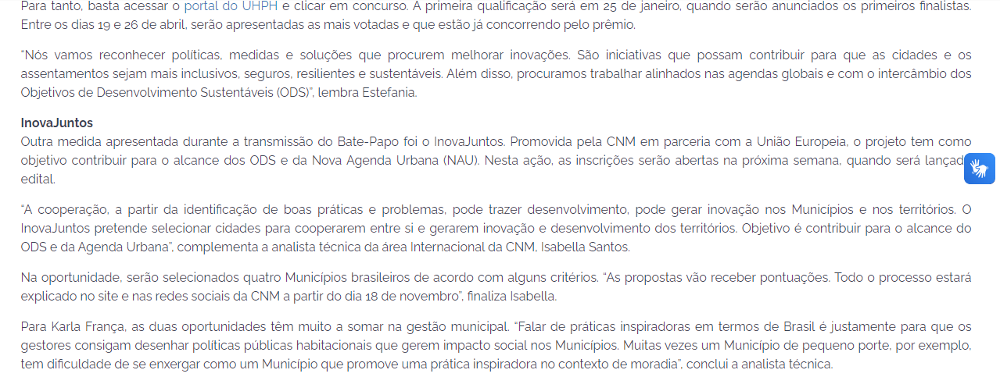 Para tanto, basta acessar o portal do UHPH e clicar em concurso. A primeira qualificação será em 25 de janeiro, quando serão anunciados os primeiros finalistas.
Entre os dias 19 e 26 de abril, serão apresentadas as mais votadas e que estão já concorrendo pelo prêmio.
“Nós vamos reconhecer políticas, medidas e soluções que procurem melhorar inovações. São iniciativas que possam contribuir para que as cidades e os
assentamentos sejam mais inclusivos, seguros, resilientes e sustentáveis. Além disso, procuramos trabalhar alinhados nas agendas globais e com o intercâmbio dos
Objetivos de Desenvolvimento Sustentáveis (ODS)”, lembra Estefania.
InovaJuntos
Outra medida apresentada durante a transmissão do Bate-Papo foi o InovaJuntos. Promovida pela CNM em parceria com a União Europeia, o projeto tem como
objetivo contribuir para o alcance dos ODS e da Nova Agenda Urbana (NAU). Nesta ação, as inscrições serão abertas na próxima semana, quando será lançad
edital.
“A cooperação, a partir da identificação de boas práticas e problemas, pode trazer desenvolvimento, pode gerar inovação nos Municípios e nos territórios. O
InovaJuntos pretende selecionar cidades para cooperarem entre si e gerarem inovação e desenvolvimento dos territórios. Objetivo é contribuir para o alcance do
ODS e da Agenda Urbana”, complementa a analista técnica da área Internacional da CNM, Isabella Santos.
Na oportunidade, serão selecionados quatro Municípios brasileiros de acordo com alguns critérios. “As propostas vão receber pontuações. Todo o processo estará
explicado no site e nas redes sociais da CNM a partir do dia 18 de novembro”, finaliza Isabella.
Para Karla França, as duas oportunidades têm muito a somar na gestão municipal. “Falar de práticas inspiradoras em termos de Brasil é justamente para que os
gestores consigam desenhar políticas públicas habitacionais que gerem impacto social nos Municípios. Muitas vezes um Município de pequeno porte, por exemplo,
tem dificuldade de se enxergar como um Município que promove uma prática inspiradora no contexto de moradia”, conclui a analista técnica.